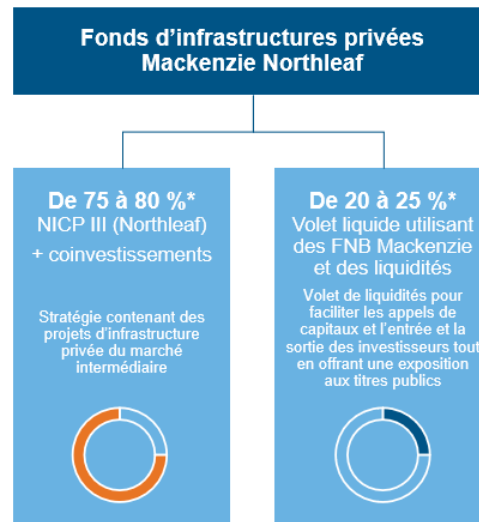 Fonds d’infrastructures privées
Mackenzie Northleaf
De 75 à 80 %*
NICP III (Northleaf)
+ coinvestissements
Stratégie contenant des
projets d’infrastructure
privée du marché
intermédiaire
De 20 à 25 %*
Volet liquide utilisant
des FNB Mackenzie
et des liquidités
Volet de liquidités pour
faciliter les appels de
capitaux et l’entrée et la
sortie des investisseurs tout
en offrant une exposition
aux titres publics